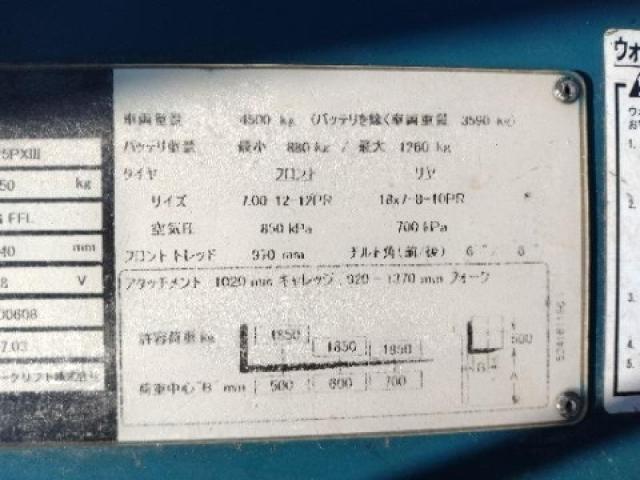 車両重量 4500 kg (バッテリを除く車両重量 3590 kg)
バッテリ重量 最小 880 kg / 最大 1260 kg
タイヤ フロント リヤ
サイズ 7.00-12-12PR 18x7-8-10PR
空気圧 850 kPa 700 kPa
フロントトレッド mm チルト角(前/後)
アタッチメント 1020 mm キャレッジ, 920 - 1370 mm フォーク
許容荷重 kg 1850 1850 1850
荷重中心"B" mm 500 600 700
B
500
A
5PXIII
50 kg
FFL
40 mm
V
00608
7.03
ークリフト株式会社
ウォ
1.
2.
3.
4.
5.